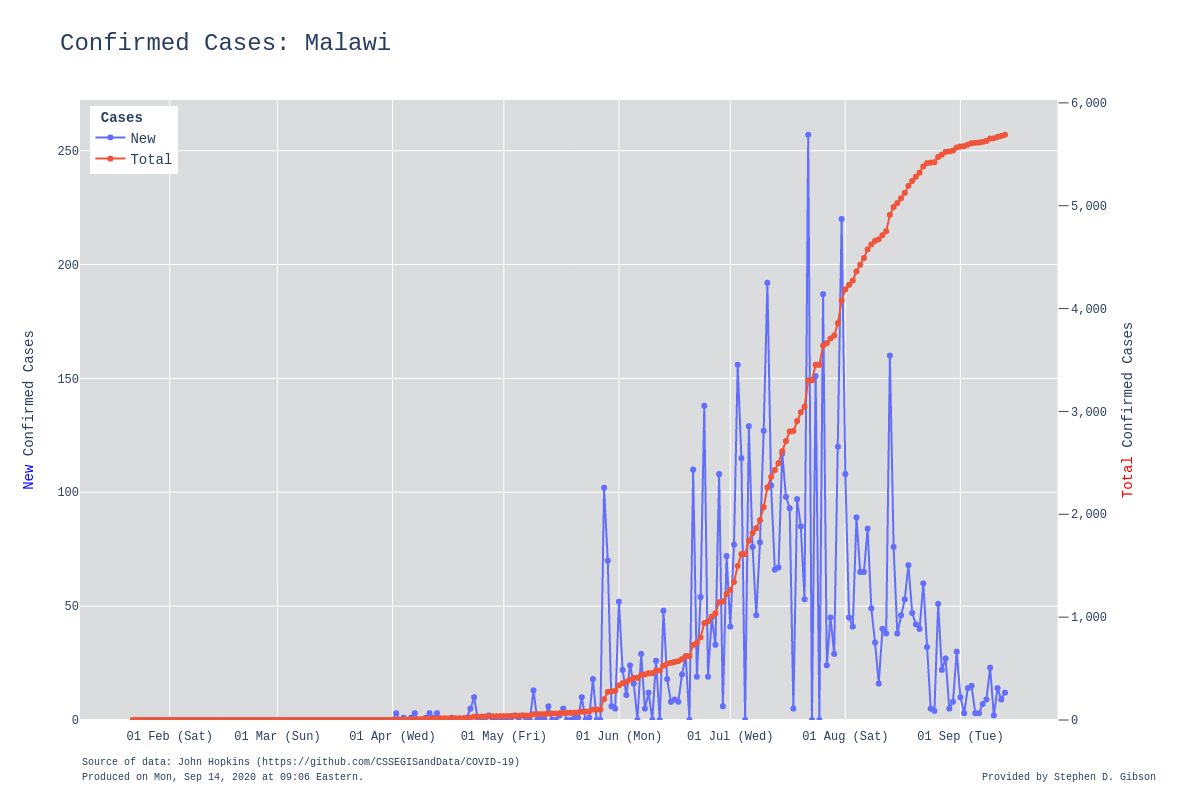 Confirmed Cases: Malawi
Cases
New
Total
6,000
5,000
4,000
3,000
2,000
1,000
0
250
200
150
100
50
0
New Confirmed Cases
Total Confirmed Cases
01 Feb (Sat)
01 Mar (Sun)
01 Apr (Wed)
01 May (Fri)
01 Jun (Mon)
01 Jul (Wed)
01 Aug (Sat)
01 Sep (Tue)
Source of data: John Hopkins (https://github.com/CSSEGISandData/COVID-19)
Produced on Mon, Sep 14, 2020 at 09:06 Eastern.
Provided by Stephen D. Gibson